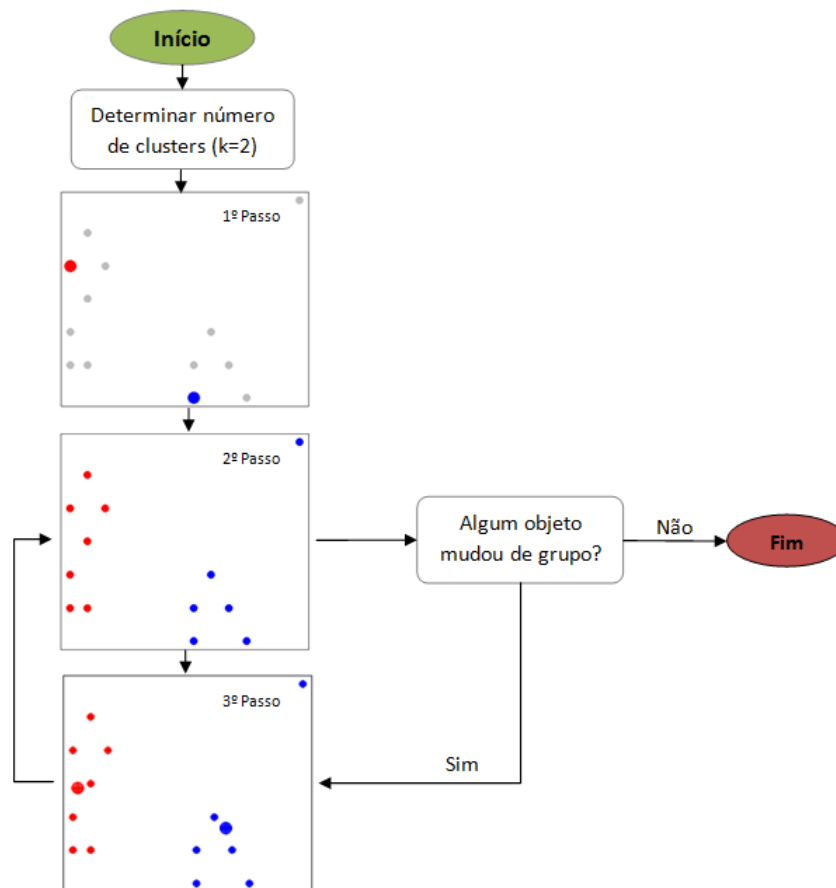 Início
Determinar número
de clusters (k=2)
1º Passo
2º Passo
Algum objeto
mudou de grupo?
Não
Fim
3º Passo
Sim